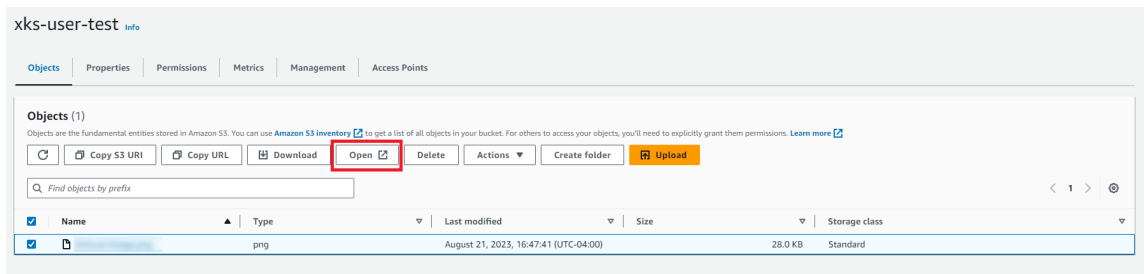 xks-user-test Info
Objects Properties Permissions Metrics Management Access Points
Objects (1)
Objects are the fundamental entities stored in Amazon S3. You can use Amazon S3 inventory to get a list of all objects in your bucket. For others to access your objects, you'll need to explicitly grant them permissions. Learn more
Copy S3 URI Copy URL Download Open Delete Actions Create folder Upload
Find objects by prefix 1
Name Type Last modified Size Storage class
png August 21, 2023, 16:47:41 (UTC-04:00) 28.0 KB Standard